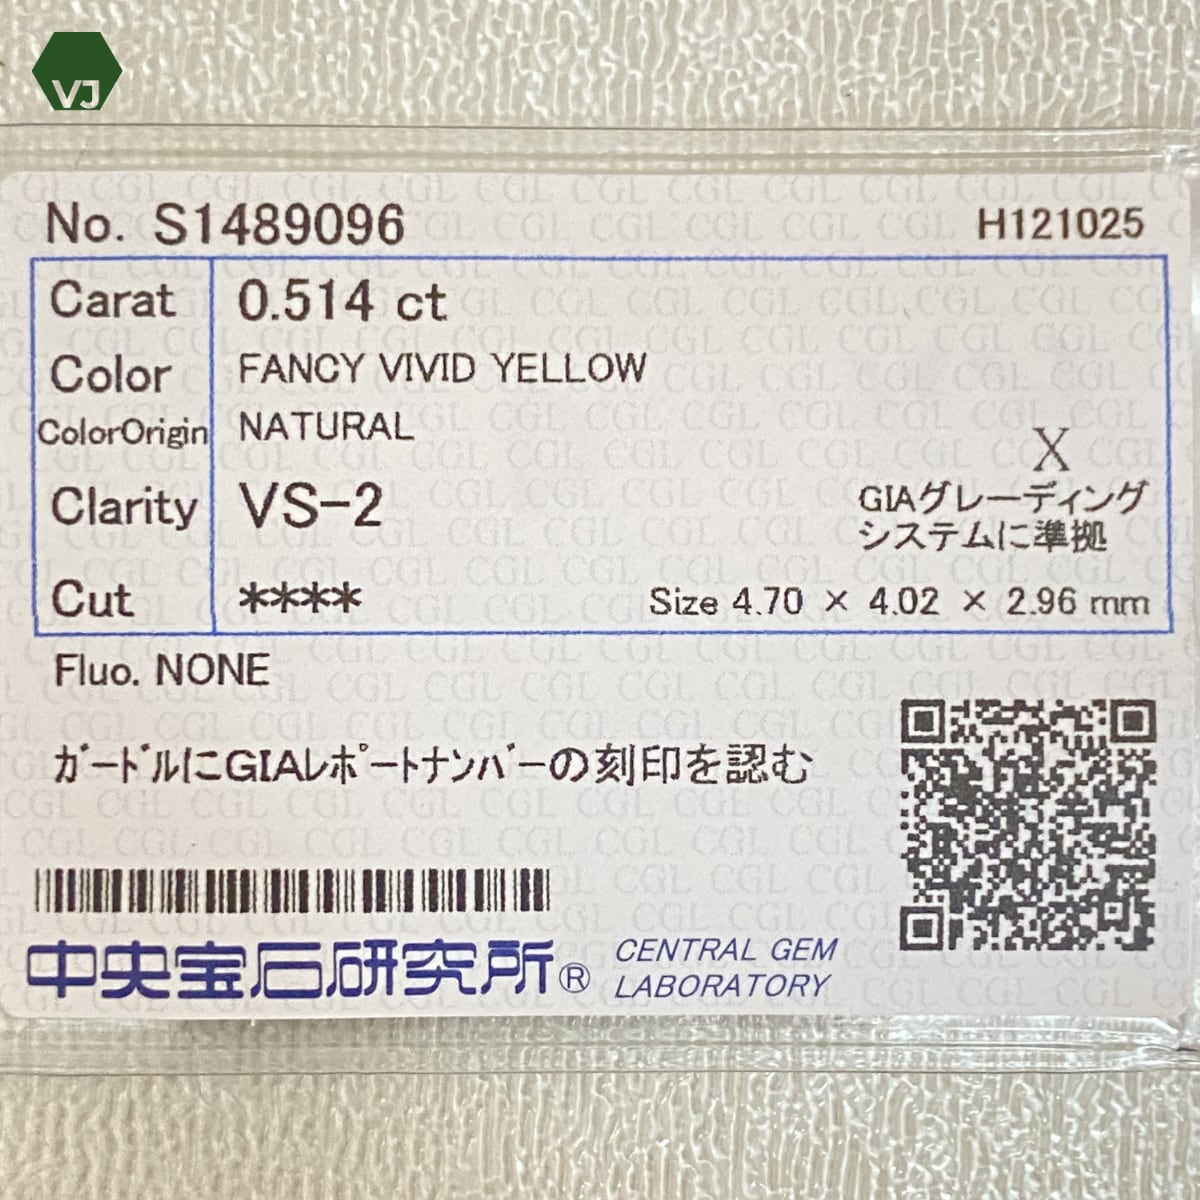 VJ
No. S1489096 H121025
Carat 0.514 ct
Color FANCY VIVID YELLOW
ColorOrigin NATURAL
X
Clarity VS-2 GIAグレーディング
システムに準拠
Cut **** Size 4.70 × 4.02 × 2.96 mm
Fluo. NONE
ｶﾞｰﾄﾞﾙにGIAﾚﾎﾟｰﾄﾅﾝﾊﾞｰの刻印を認む
中央宝石研究所® CENTRAL GEM
LABORATORY